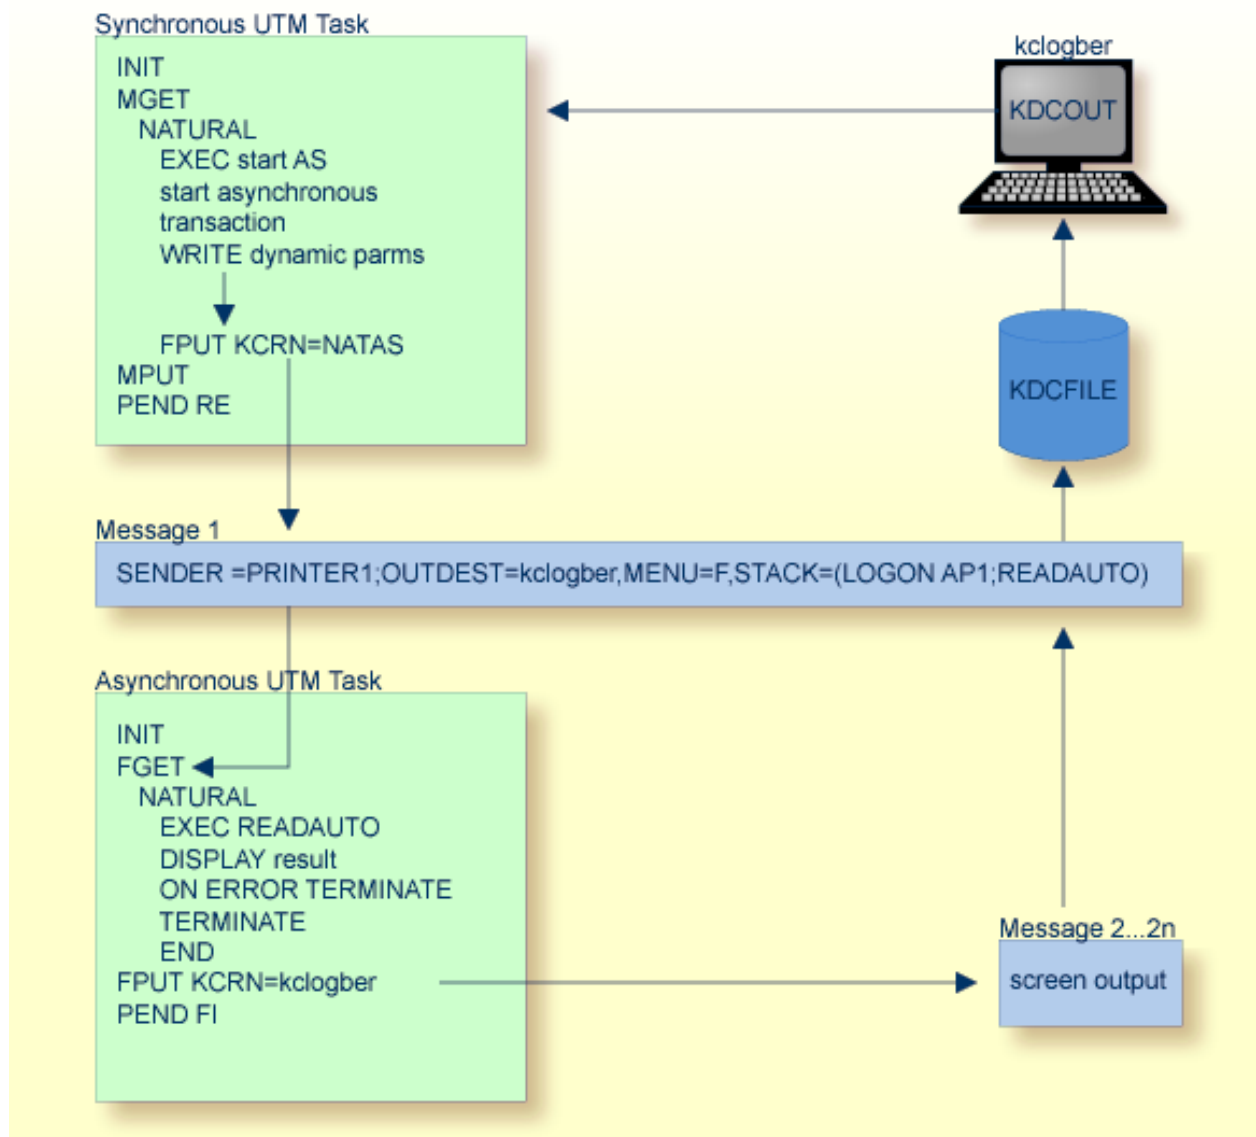 Synchronous UTM Task
INIT
MGET
NATURAL
EXEC start AS
start asynchronous
transaction
WRITE dynamic parms
FPUT KCRN=NATAS
MPUT
PEND RE
kclogber
KDCOUT
KDCFILE
Message 1
SENDER =PRINTER1;OUTDEST=kclogber,MENU=F,STACK=(LOGON AP1;READAUTO)
Asynchronous UTM Task
INIT
FGET
NATURAL
EXEC READAUTO
DISPLAY result
ON ERROR TERMINATE
TERMINATE
END
FPUT KCRN=kclogber
PEND FI
Message 2...2n
screen output